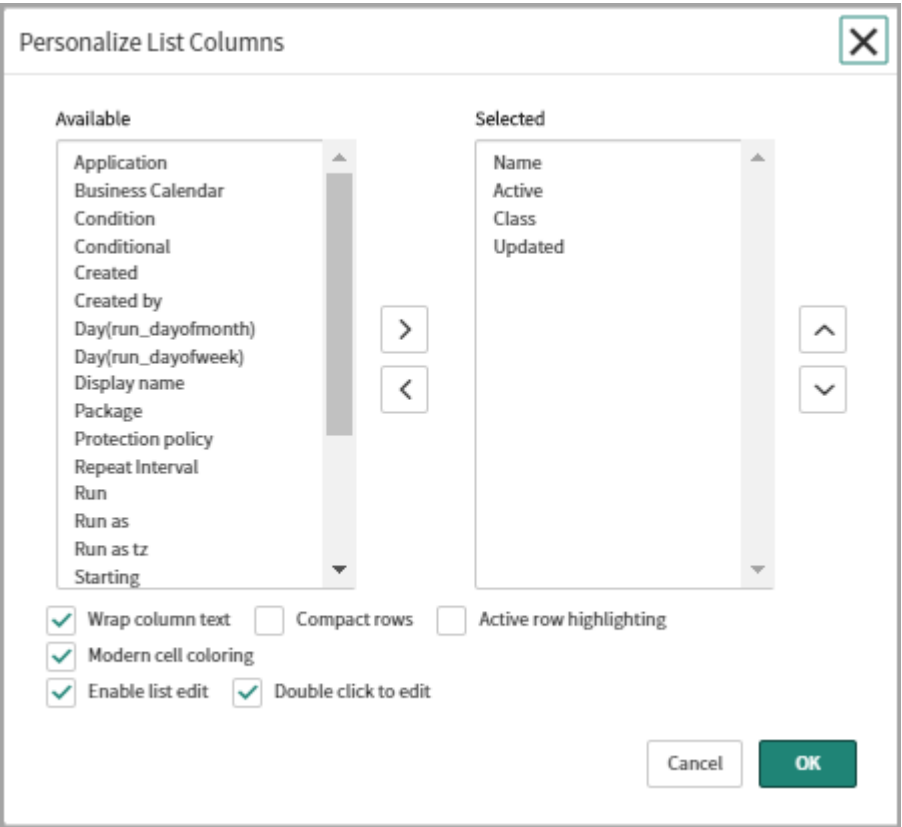 Personalize List Columns
Available
Application
Business Calendar
Condition
Conditional
Created
Created by
Day(run_dayofmonth)
Day(run_dayofweek)
Display name
Package
Protection policy
Repeat Interval
Run
Run as
Run as tz
Starting
Selected
Name
Active
Class
Updated
Wrap column text Compact rows Active row highlighting
Modern cell coloring
Enable list edit Double click to edit
Cancel OK